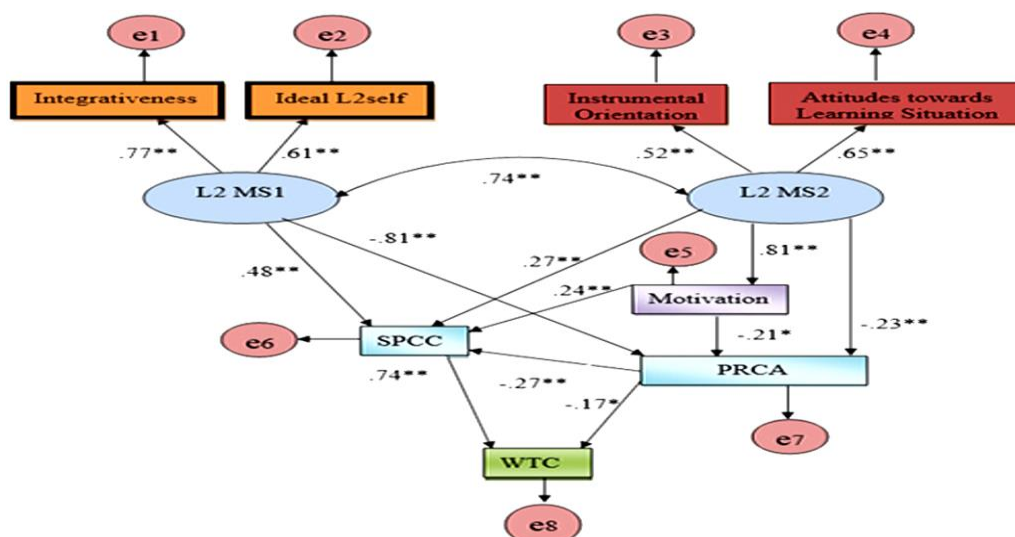 e1
e2
e3
e4
Integrativeness
Ideal L2self
Instrumental
Orientation
Attitudes towards
Learning Situation
.77**
.61**
.52**
.65**
L2 MS1
.74**
L2 MS2
-.81**
e5
.81**
.48**
.27**
.24**
Motivation
-.21*
-.23**
e6
SPCC
PRCA
.74**
-.27**
-.17*
e7
WTC
e8